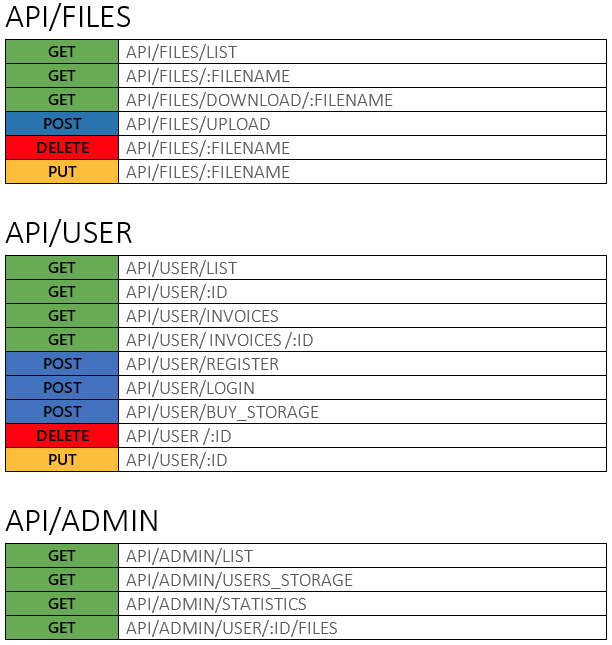 API/FILES
GET API/FILES/LIST
GET API/FILES/:FILENAME
GET API/FILES/DOWNLOAD/:FILENAME
POST API/FILES/UPLOAD
DELETE API/FILES/:FILENAME
PUT API/FILES/:FILENAME
API/USER
GET API/USER/LIST
GET API/USER/:ID
GET API/USER/INVOICES
GET API/USER/ INVOICES /:ID
POST API/USER/REGISTER
POST API/USER/LOGIN
POST API/USER/BUY_STORAGE
DELETE API/USER /:ID
PUT API/USER/:ID
API/ADMIN
GET API/ADMIN/LIST
GET API/ADMIN/USERS_STORAGE
GET API/ADMIN/STATISTICS
GET API/ADMIN/USER/:ID/FILES